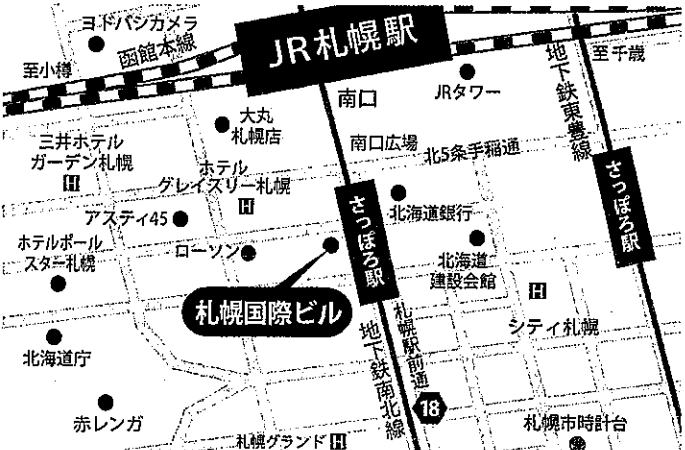 ヨドバシカメラ
函館本線
至小樽
JR札幌駅
至千歳
地下鉄東豊線
南口
JRタワー
大丸
札幌店
南口広場
北5条手稲通
三井ホテル
ガーデン札幌
H
ホテル
グレイスリー札幌
H
さっぽろ駅
さっぽろ駅
アスティ45
北海道銀行
ホテルポール
スター札幌
ローソン
北海道
建設会館
H
シティ札幌
札幌国際ビル
札幌駅前通
地下鉄南北線
北海道庁
赤レンガ
18
札幌市時計台
札幌グランド H